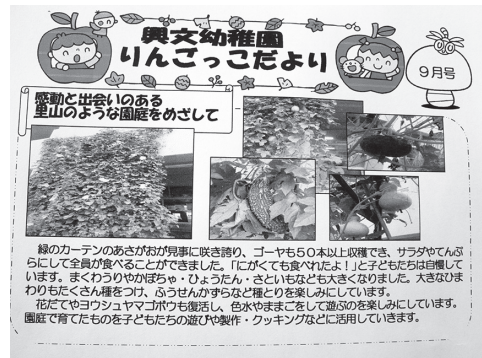 興文幼稚園
りんごっこだより
9月号
感動と出会いのある
里山のような園庭をめざして
緑のカーテンのあさがおが見事に咲き誇り、ゴーヤも50本以上収穫でき、サラダやてんぷ
らにして全員が食べることができました。「にがくても食べれたよ！」と子どもたちは自慢して
います。まくわうりやかぼちゃ・ひょうたん・さといもなども大きくなりました。大きなひま
わりもたくさん種をつけ、ふうせんかずらなど種とりを楽しみにしています。
花だてやヨウシュヤマゴボウも復活し、色水やままごをして遊ぶのを楽しみにしています。
園庭で育てたものを子どもたちの遊びや製作・クッキングなどに活用していきます。